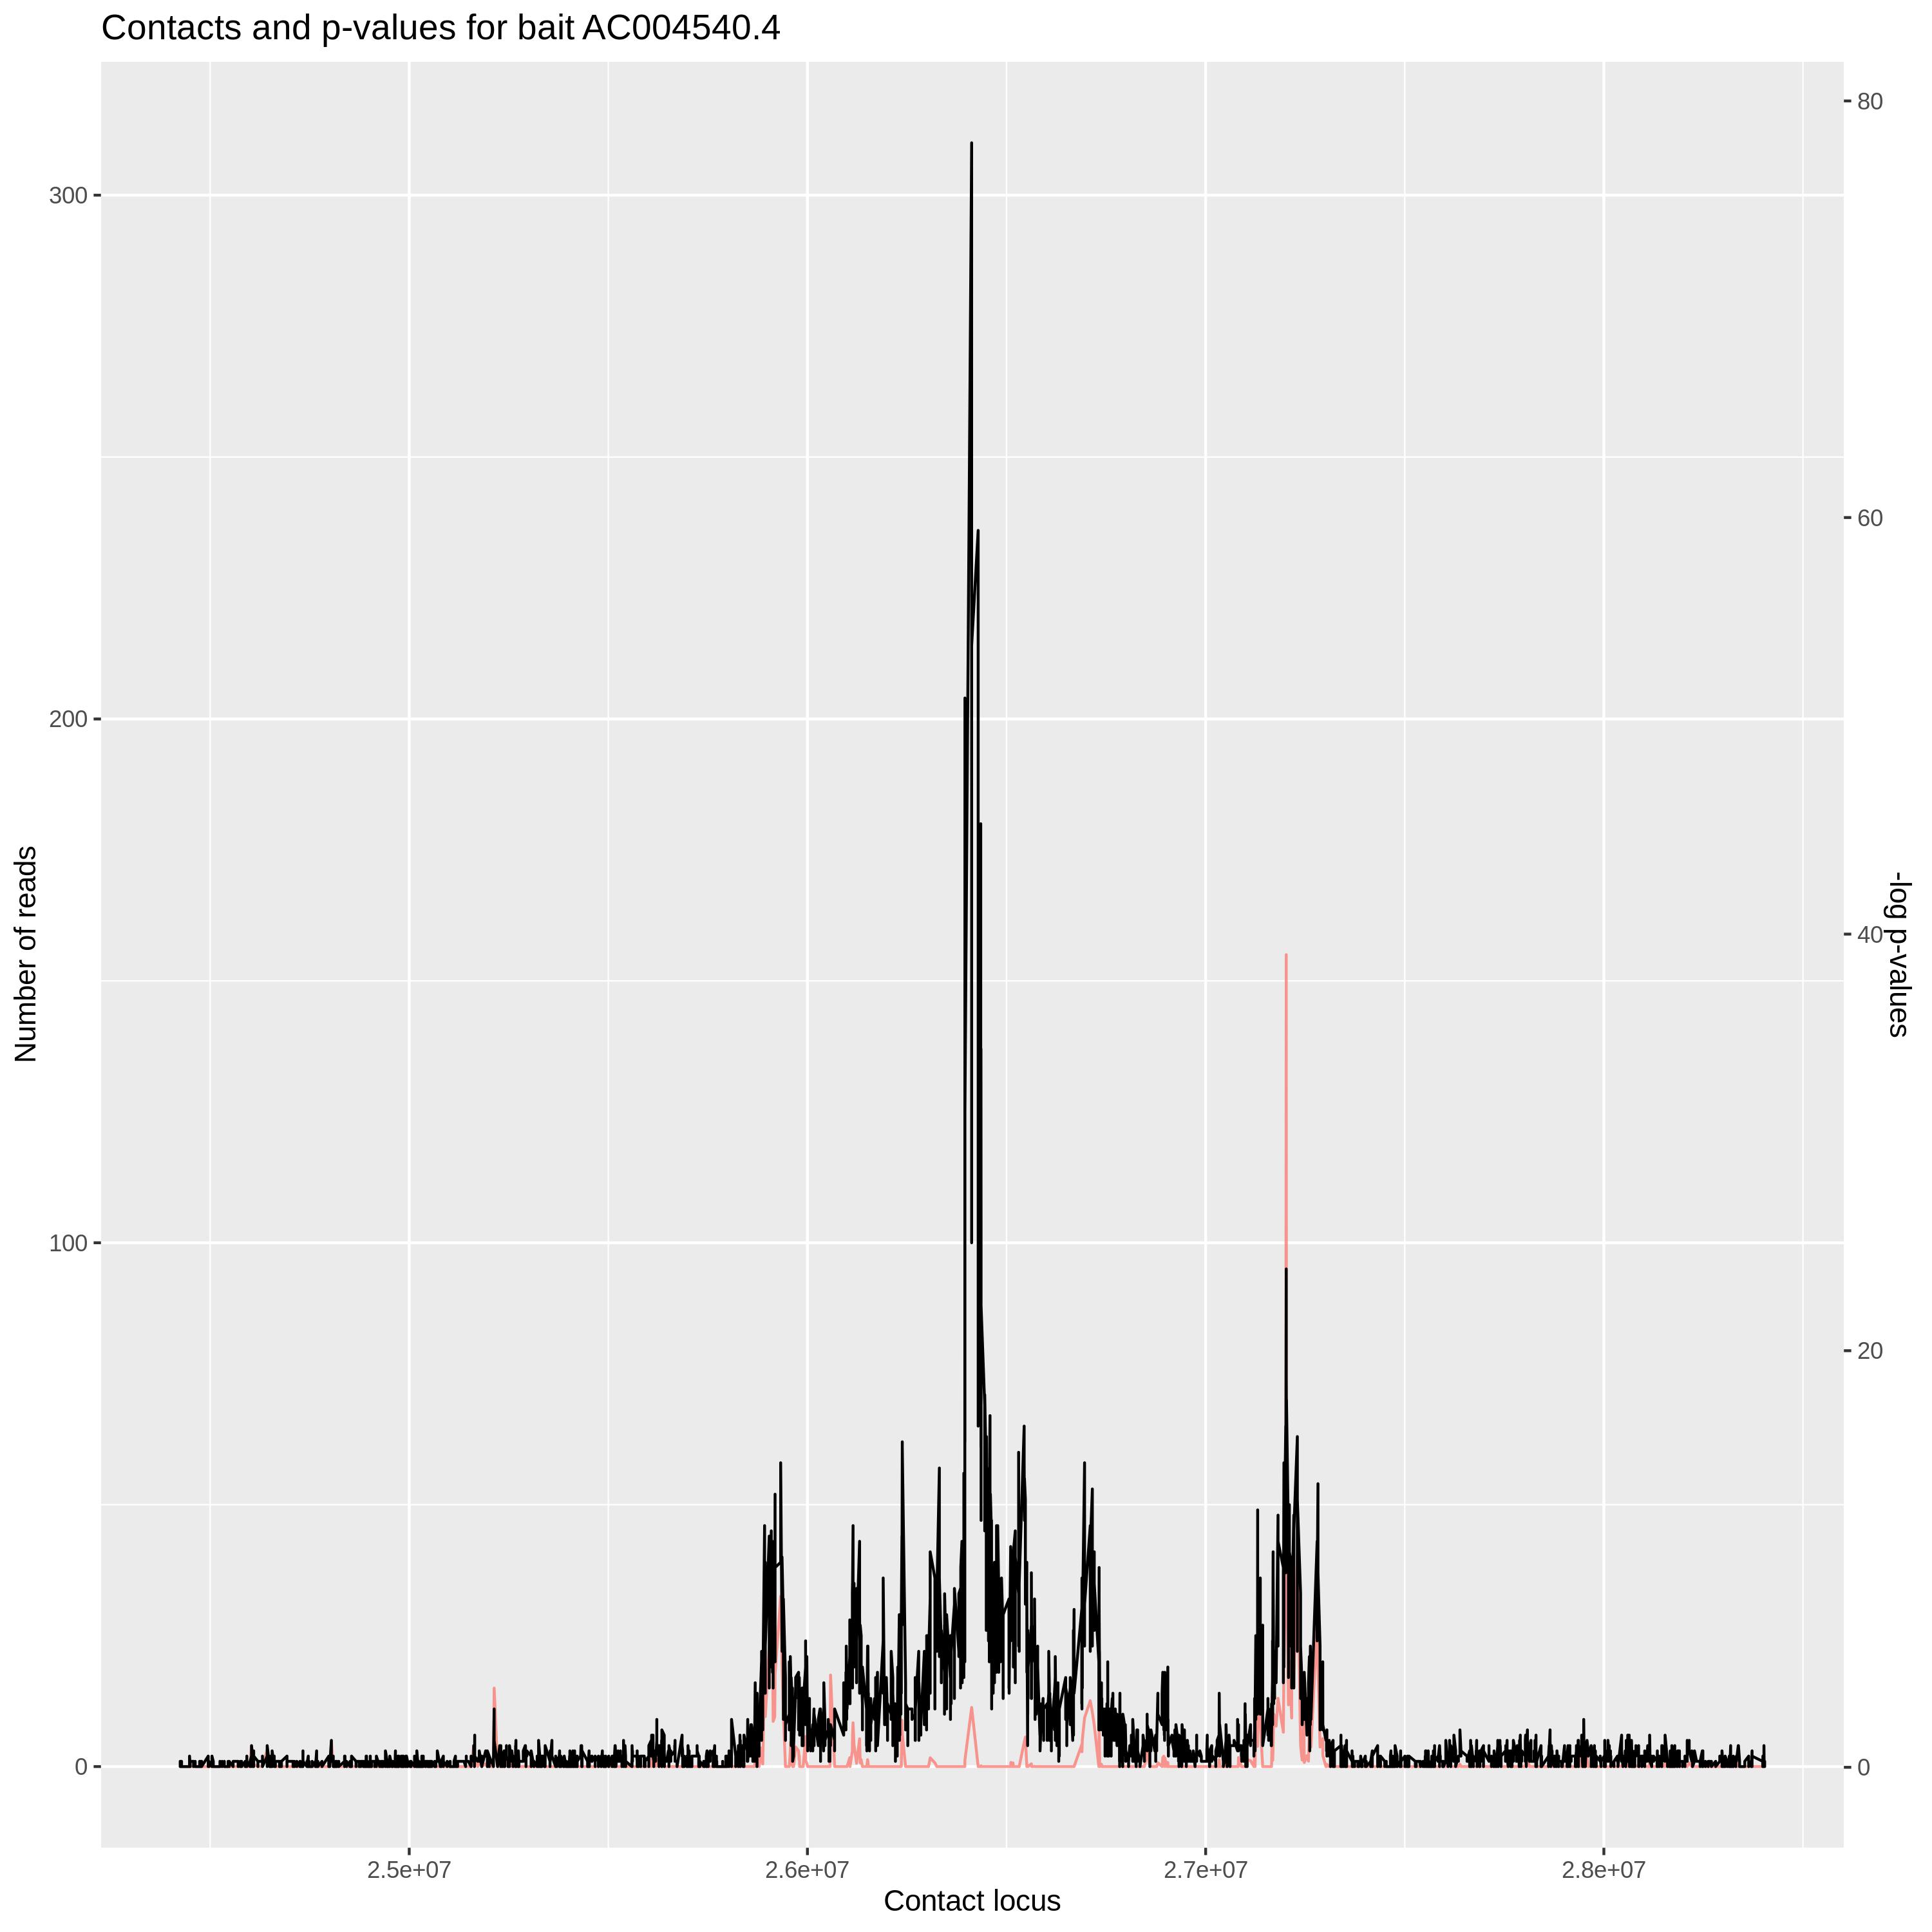 Contacts and p-values for bait AC004540.4
300
200
100
0
Number of reads
80
60
40
20
0
-log p-values
2.5e+07 2.6e+07 2.7e+07 2.8e+07
Contact locus